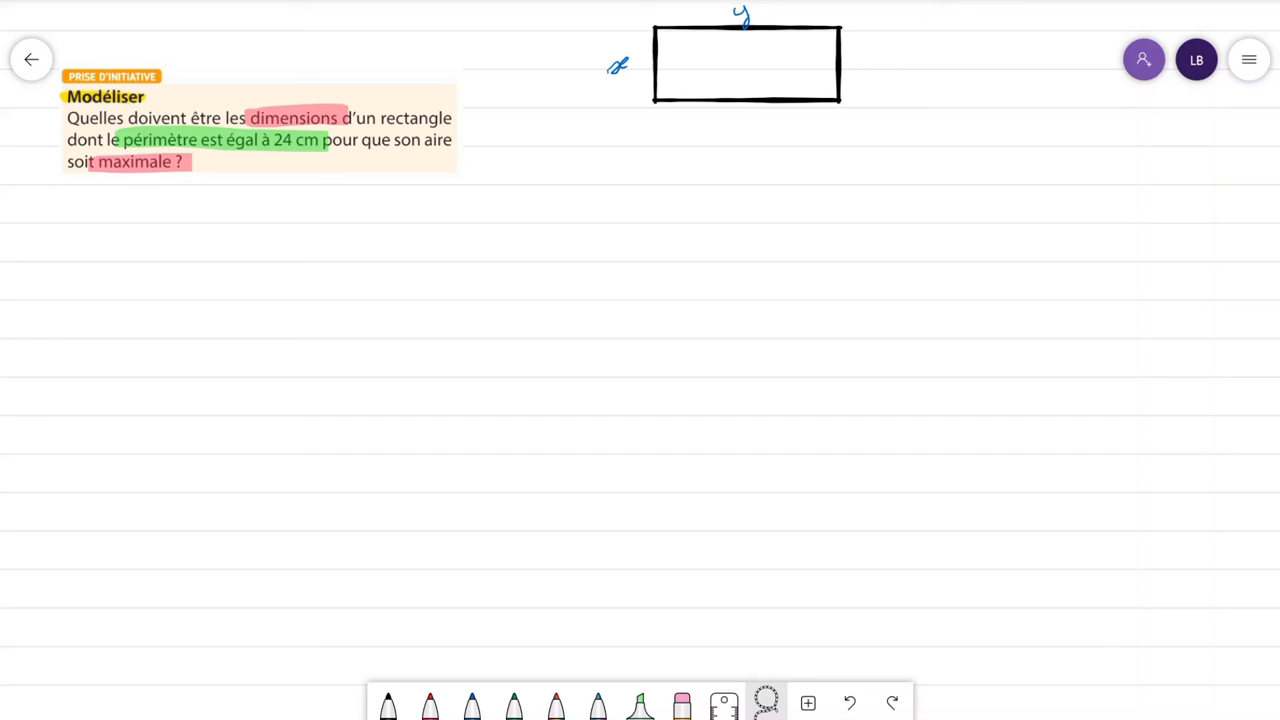 y
x
LB
PRISE D'INITIATIVE
Modéliser
Quelles doivent être les dimensions d'un rectangle
dont le périmètre est égal à 24 cm pour que son aire
soit maximale ?